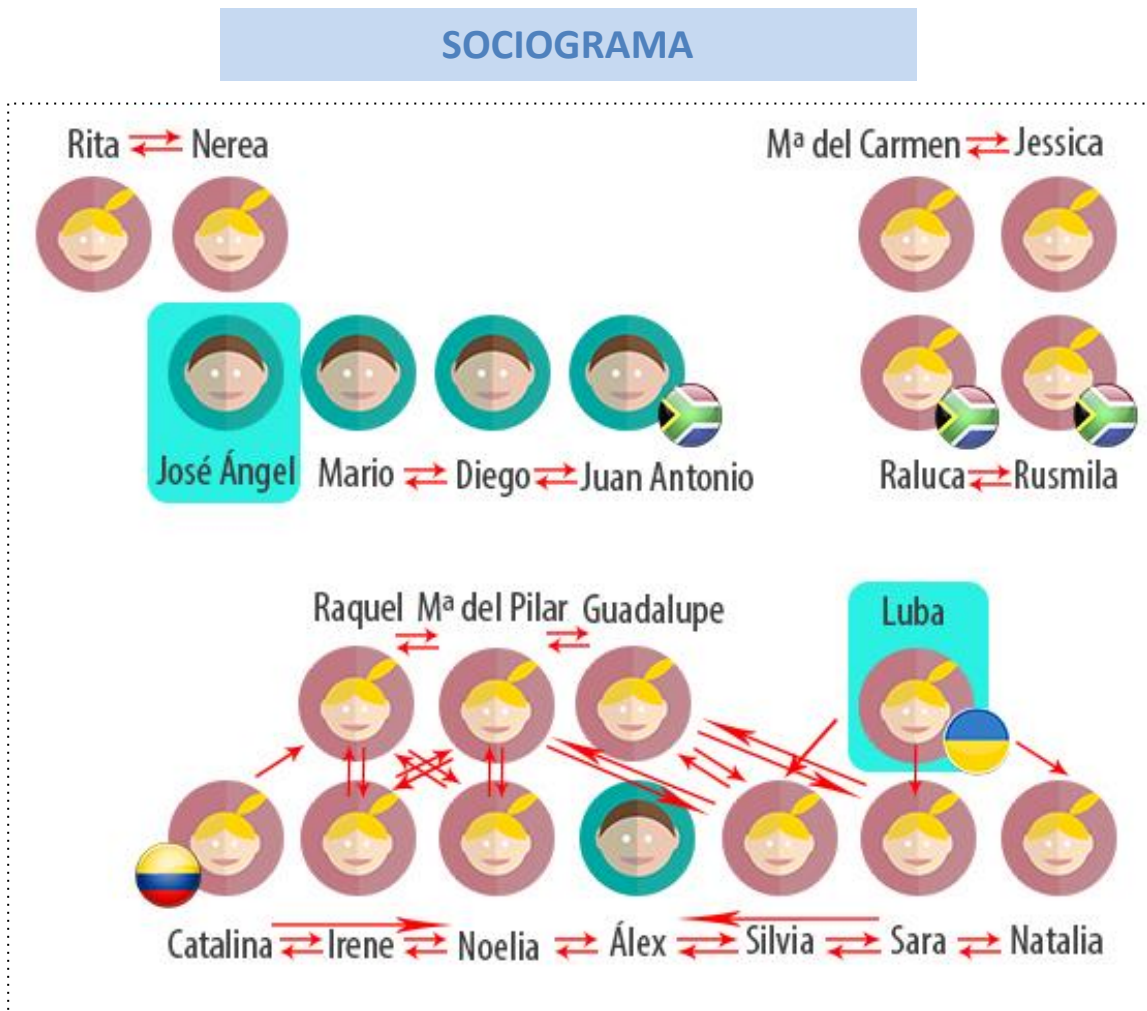 SOCIOGRAMA
Rita Nerea
Mª del Carmen Jessica
José Ángel Mario Diego Juan Antonio
Raluca Rusmila
Raquel Mª del Pilar Guadalupe
Luba
Catalina Irene Noelia Álex Silvia Sara Natalia